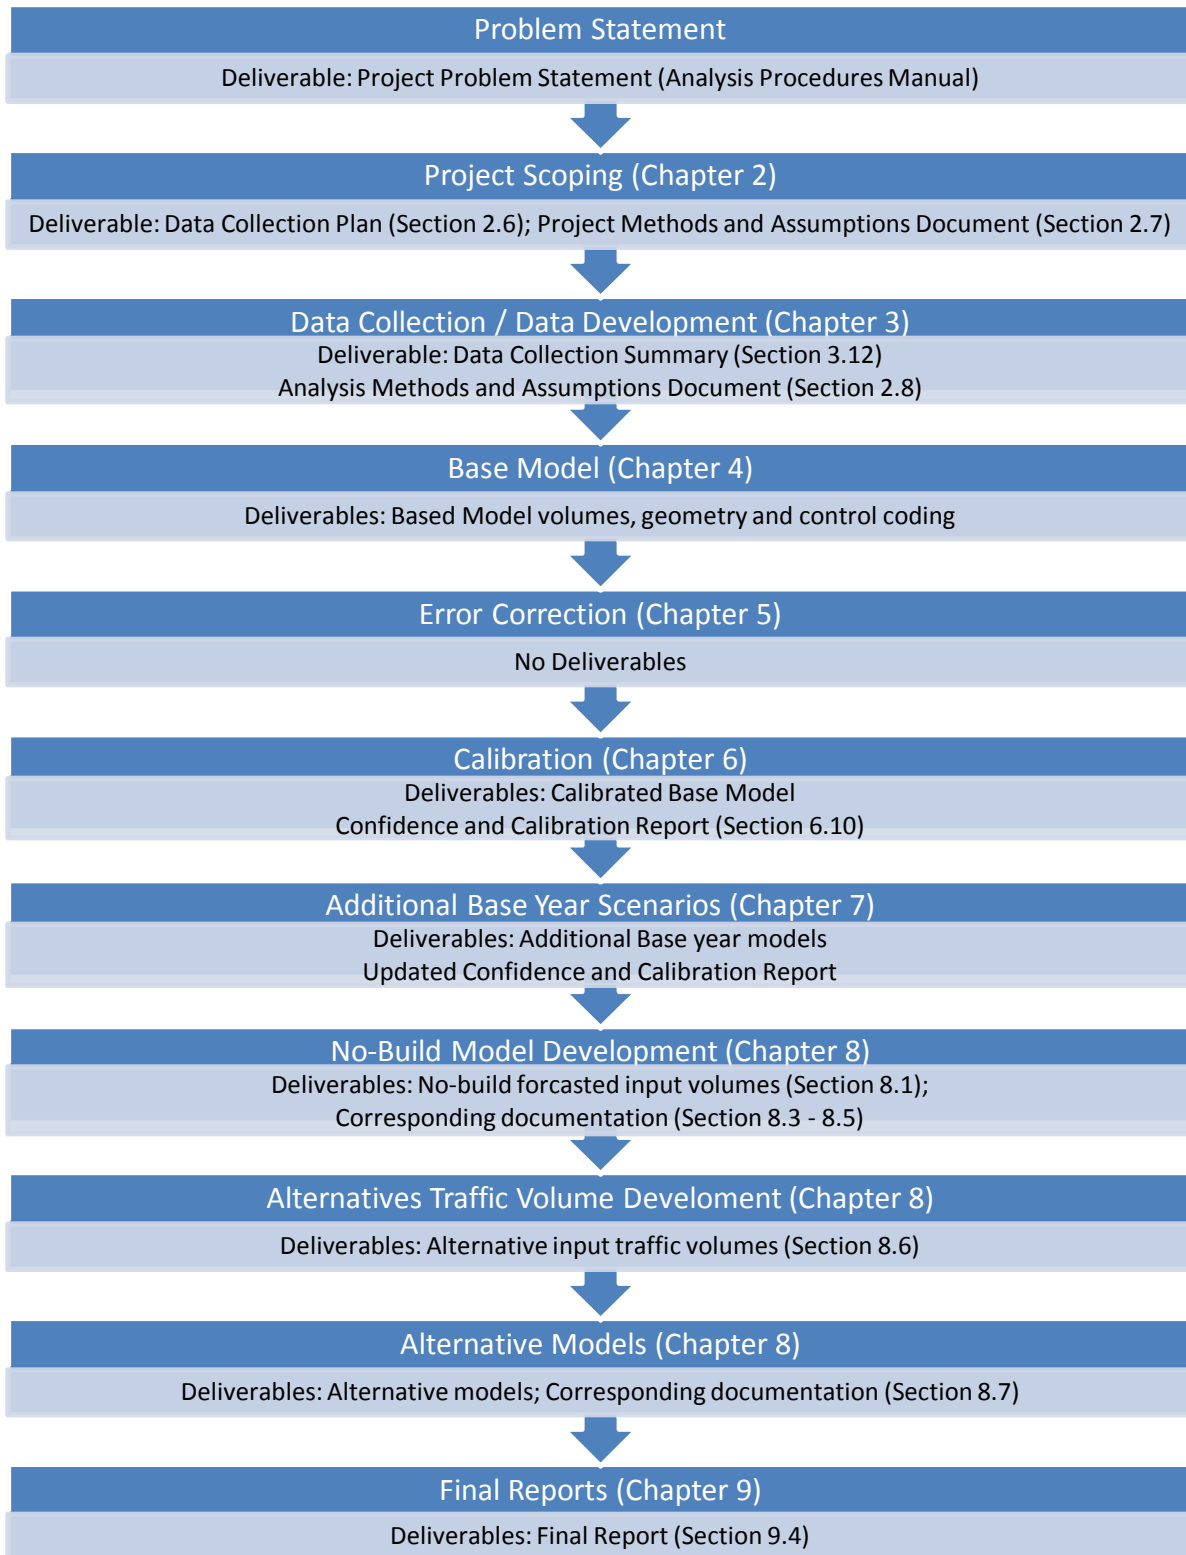 Problem Statement
Deliverable: Project Problem Statement (Analysis Procedures Manual)
Project Scoping (Chapter 2)
Deliverable: Data Collection Plan (Section 2.6); Project Methods and Assumptions Document (Section 2.7)
Data Collection / Data Development (Chapter 3)
Deliverable: Data Collection Summary (Section 3.12)
Analysis Methods and Assumptions Document (Section 2.8)
Base Model (Chapter 4)
Deliverables: Based Model volumes, geometry and control coding
Error Correction (Chapter 5)
No Deliverables
Calibration (Chapter 6)
Deliverables: Calibrated Base Model
Confidence and Calibration Report (Section 6.10)
Additional Base Year Scenarios (Chapter 7)
Deliverables: Additional Base year models
Updated Confidence and Calibration Report
No-Build Model Development (Chapter 8)
Deliverables: No-build forcasted input volumes (Section 8.1);
Corresponding documentation (Section 8.3 - 8.5)
Alternatives Traffic Volume Develoment (Chapter 8)
Deliverables: Alternative input traffic volumes (Section 8.6)
Alternative Models (Chapter 8)
Deliverables: Alternative models; Corresponding documentation (Section 8.7)
Final Reports (Chapter 9)
Deliverables: Final Report (Section 9.4)